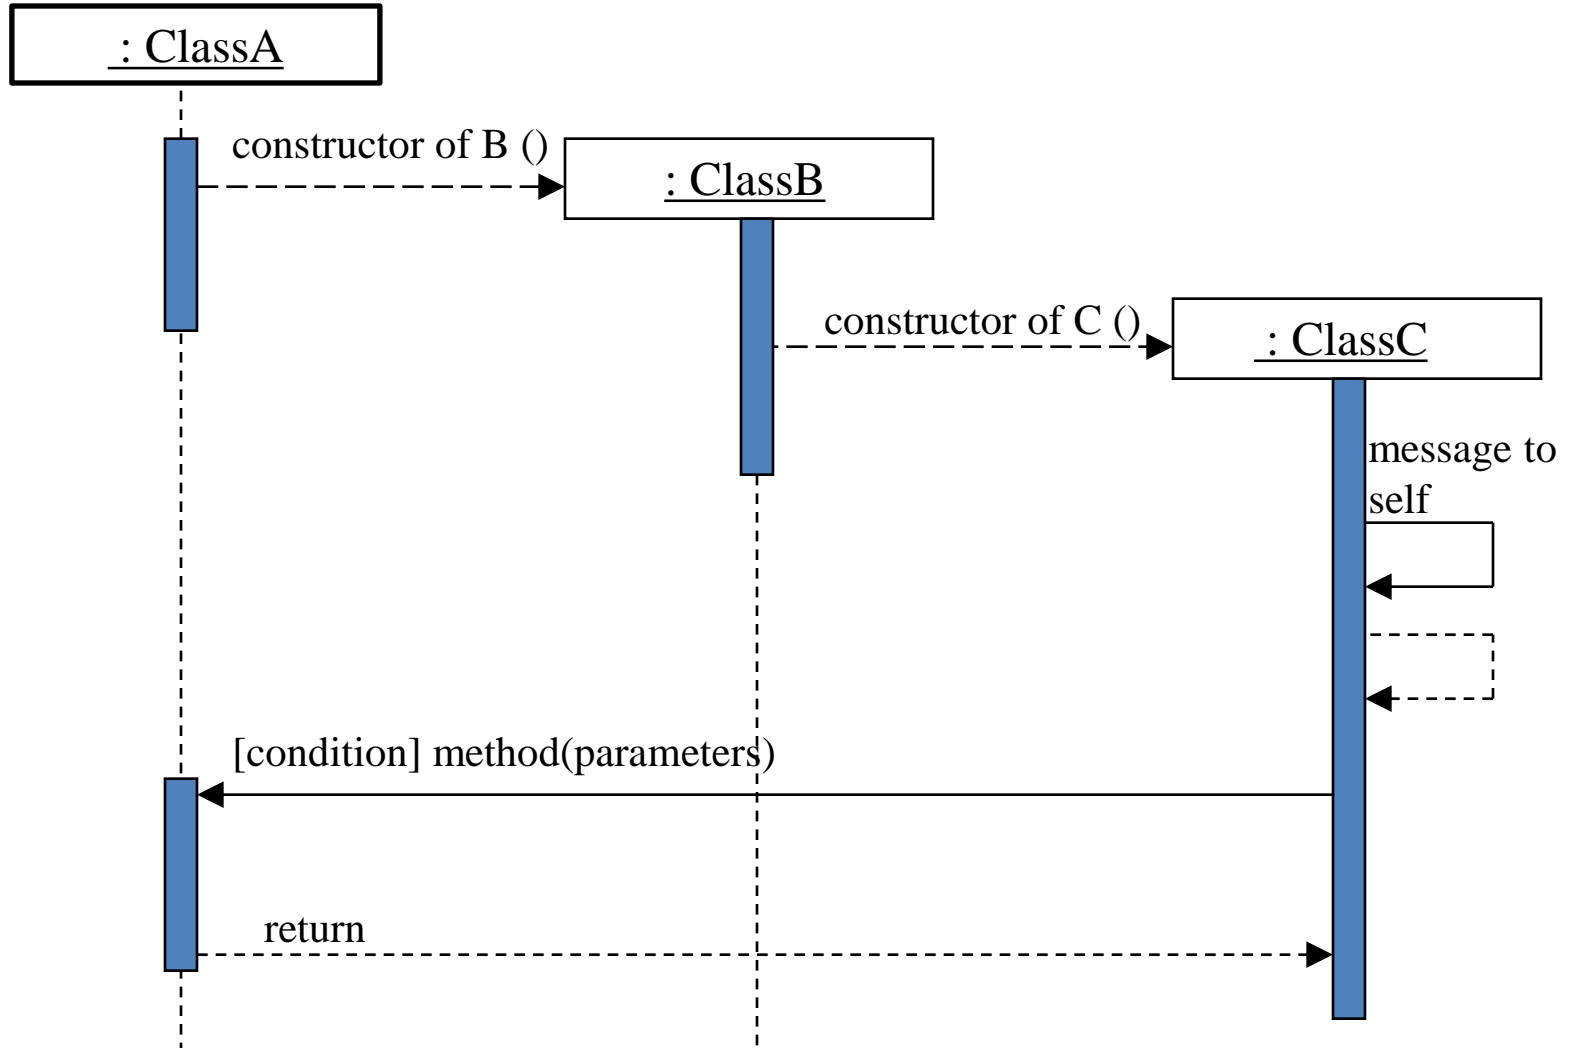 : ClassA
constructor of B ()
: ClassB
constructor of C ()
: ClassC
message to
self
[condition] method(parameters)
return